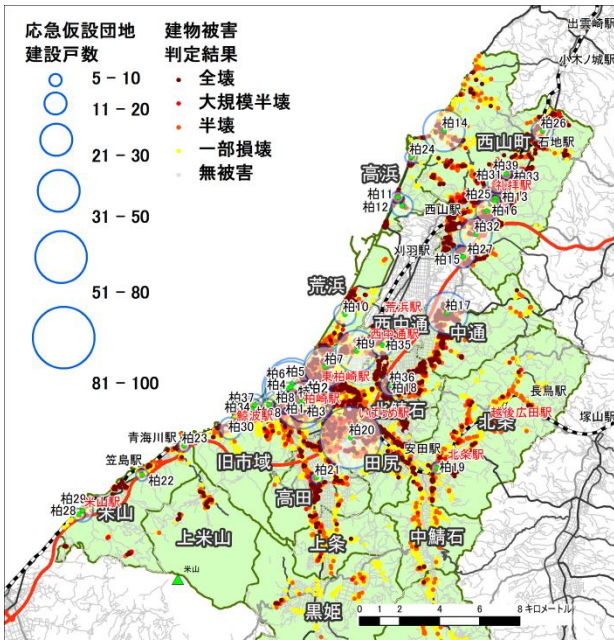 応急仮設団地
建設戸数
5 - 10
11 - 20
21 - 30
31 - 50
51 - 80
81 - 100
建物被害
判定結果
全壊
大規模半壊
半壊
一部損壊
無被害
出雲崎駅
小木ノ城駅
柏14
柏26
西山町
石地駅
柏24
柏39
柏31
柏33
高浜
礼拝駅
柏11
柏25
柏13
柏12
西山駅
柏16
柏32
刈羽駅
柏27
柏15
荒浜
柏10
荒浜駅
柏17
西中通
中通
西中通駅
柏9
柏35
柏7
柏6
柏5
東柏崎駅
柏4
柏2
柏36
柏18
柏37
柏崎駅
柏8
柏1
柏3
鯨波駅
いばらめ駅
長鳥駅
北条
越後広田駅
塚山駅
柏30
柏20
青海川駅
柏23
安田駅
北条駅
笠島駅
旧市域
田尻
柏19
柏22
柏21
高田
柏29
米山駅
柏28
米山
上米山
上条
中鯖石
米山
黒姫
0 1 2 4 6 8 キロメートル